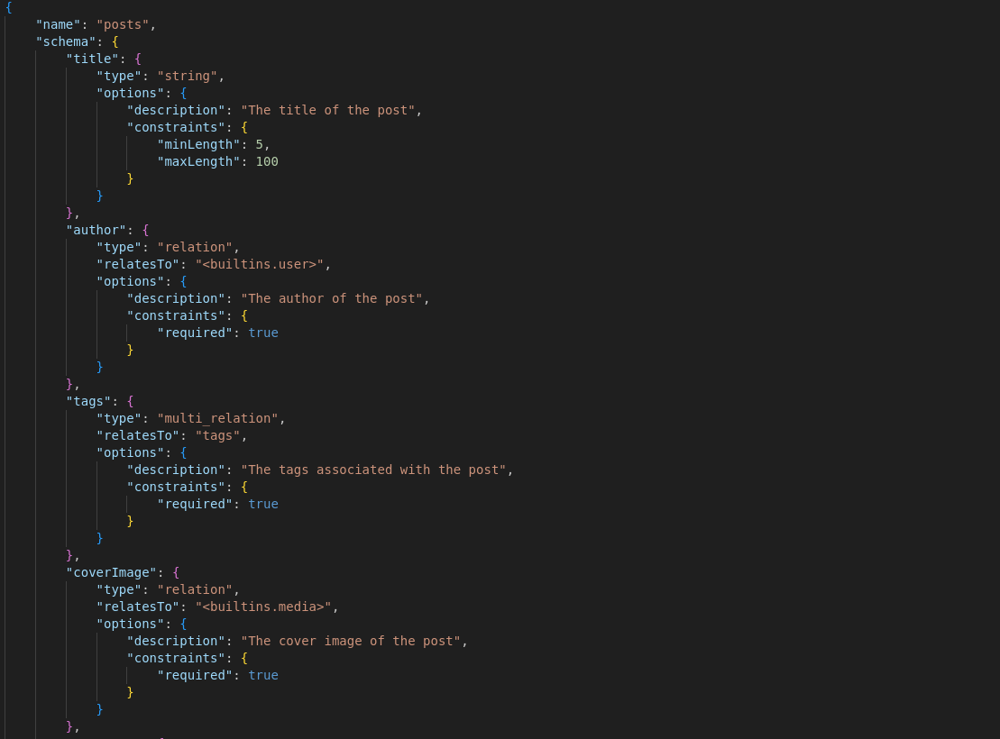 {
    "name": "posts",
    "schema": {
        "title": {
            "type": "string",
            "options": {
                "description": "The title of the post",
                "constraints": {
                    "minLength": 5,
                    "maxLength": 100
                }
            }
        },
        "author": {
            "type": "relation",
            "relatesTo": "<builtins.user>",
            "options": {
                "description": "The author of the post",
                "constraints": {
                    "required": true
                }
            }
        },
        "tags": {
            "type": "multi_relation",
            "relatesTo": "tags",
            "options": {
                "description": "The tags associated with the post",
                "constraints": {
                    "required": true
                }
            }
        },
        "coverImage": {
            "type": "relation",
            "relatesTo": "<builtins.media>",
            "options": {
                "description": "The cover image of the post",
                "constraints": {
                    "required": true
                }
            }
        },